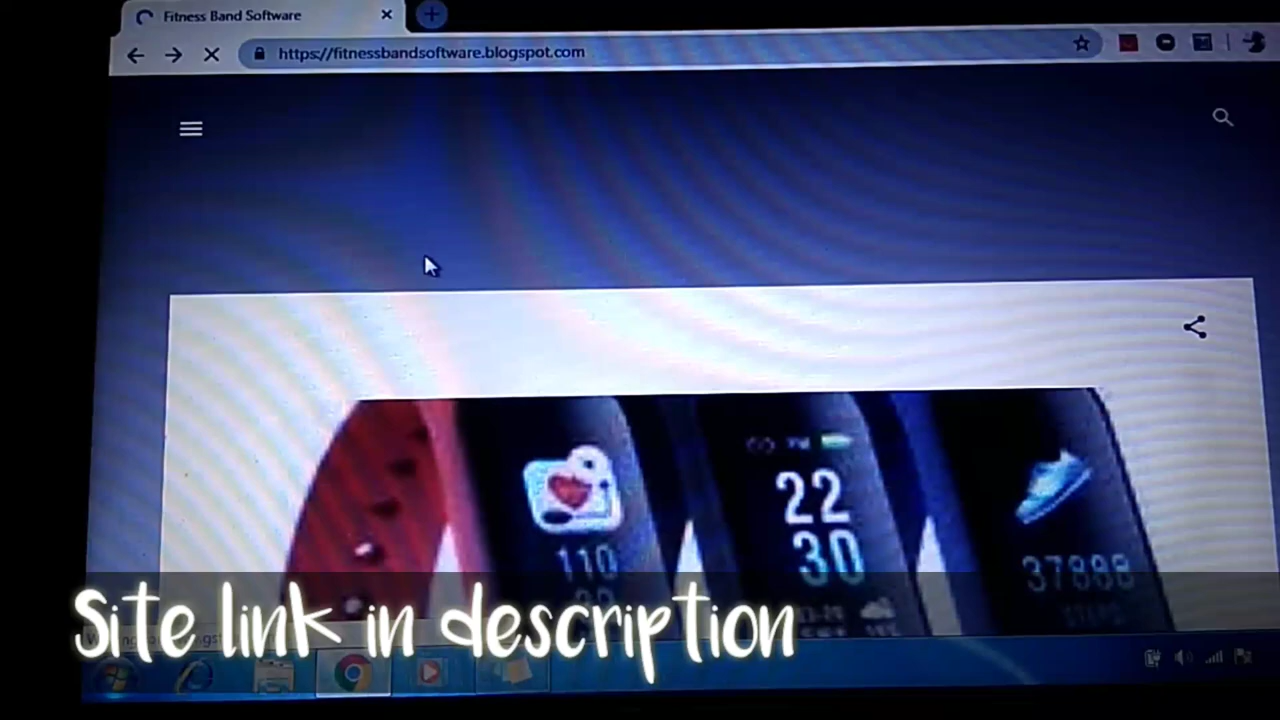 Fitness Band Software
https://fitnessbandsoftware.blogspot.com
22
30
110
37888
Site link in description